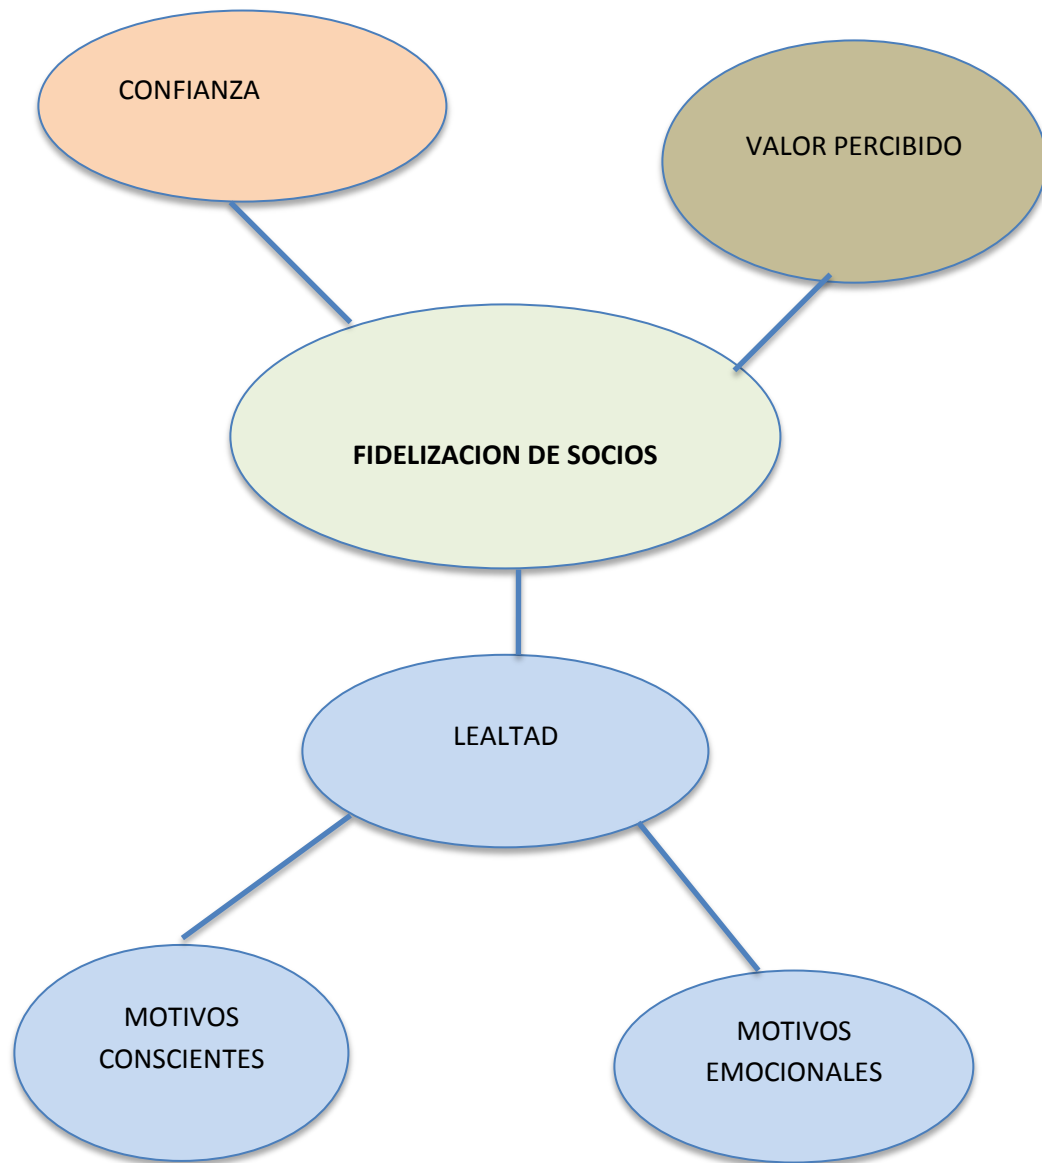 CONFIANZA
VALOR PERCIBIDO
FIDELIZACION DE SOCIOS
LEALTAD
MOTIVOS
CONSCIENTES
MOTIVOS
EMOCIONALES